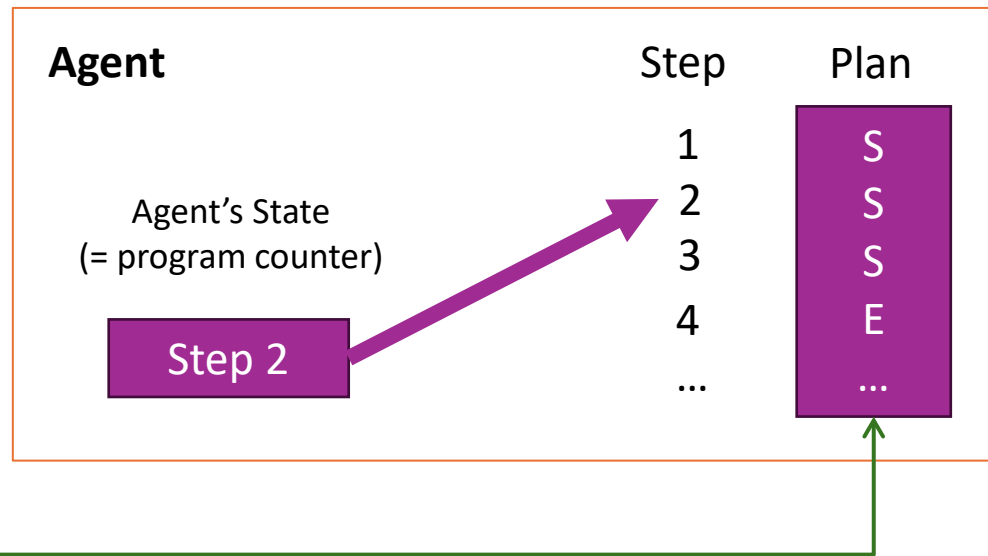 Agent
Step Plan
1 S
2 S
3 S
4 E
... ...
Agent’s State
(= program counter)
Step 2